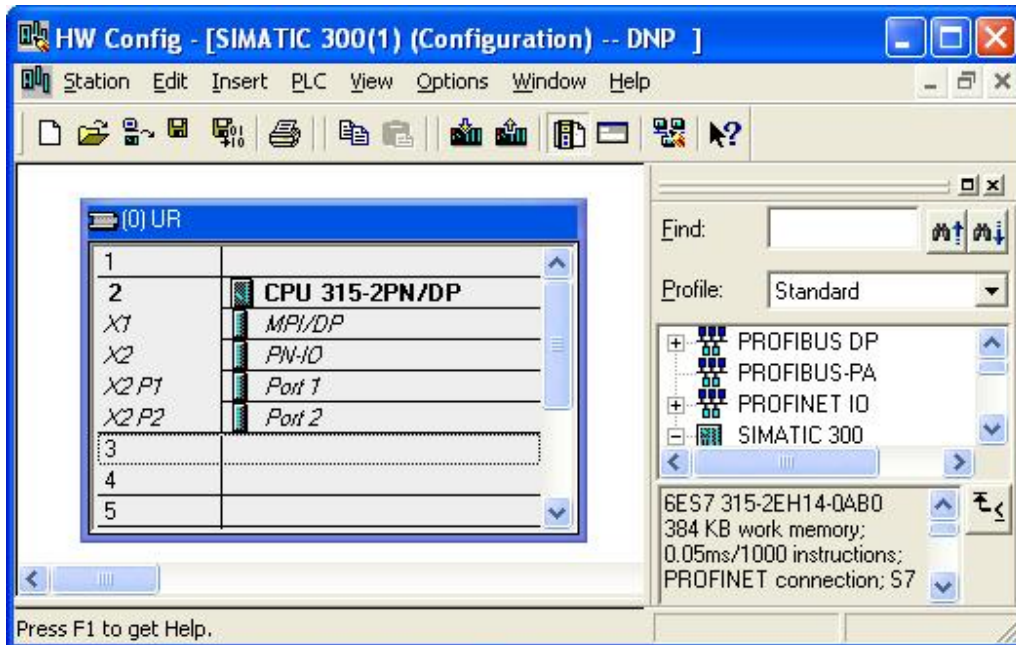 HW Config - [SIMATIC 300(1) (Configuration) -- DNP ]
Station Edit Insert PLC View Options Window Help
(0) UR
1
2 CPU 315-2PN/DP
X1 MPI/DP
X2 PN-IO
X2 P1 Port 1
X2 P2 Port 2
3
4
5
Find:
Profile: Standard
PROFIBUS DP
PROFIBUS-PA
PROFINET IO
SIMATIC 300
6ES7 315-2EH14-0AB0
384 KB work memory;
0.05ms/1000 instructions;
PROFINET connection; S7
Press F1 to get Help.